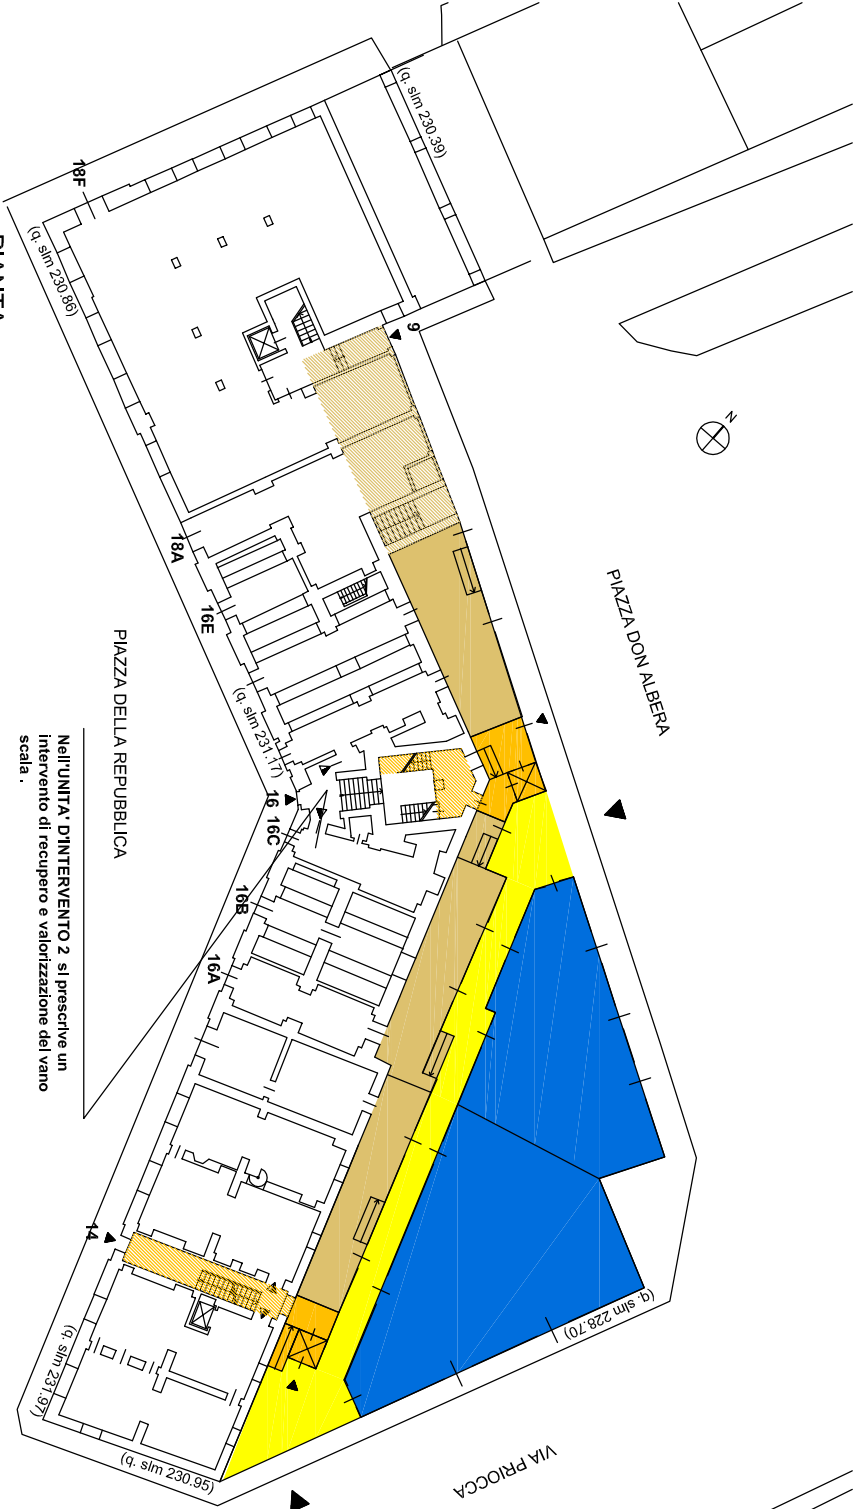 (q. slm 230.39)
18F
(q. slm 230.86)
PIANTA
9
N
18A
16E
PIAZZA DON ALBERA
PIAZZA DELLA REPUBBLICA
(q. slm 231.17)
Nell'UNITA' D'INTERVENTO 2 si prescrive un
intervento di recupero e valorizzazione del vano
scala .
16
16C
16B
16A
14
(q. slm 228.70)
(q. slm 231.97)
(q. slm 230.95)
VIA PRIOCCA